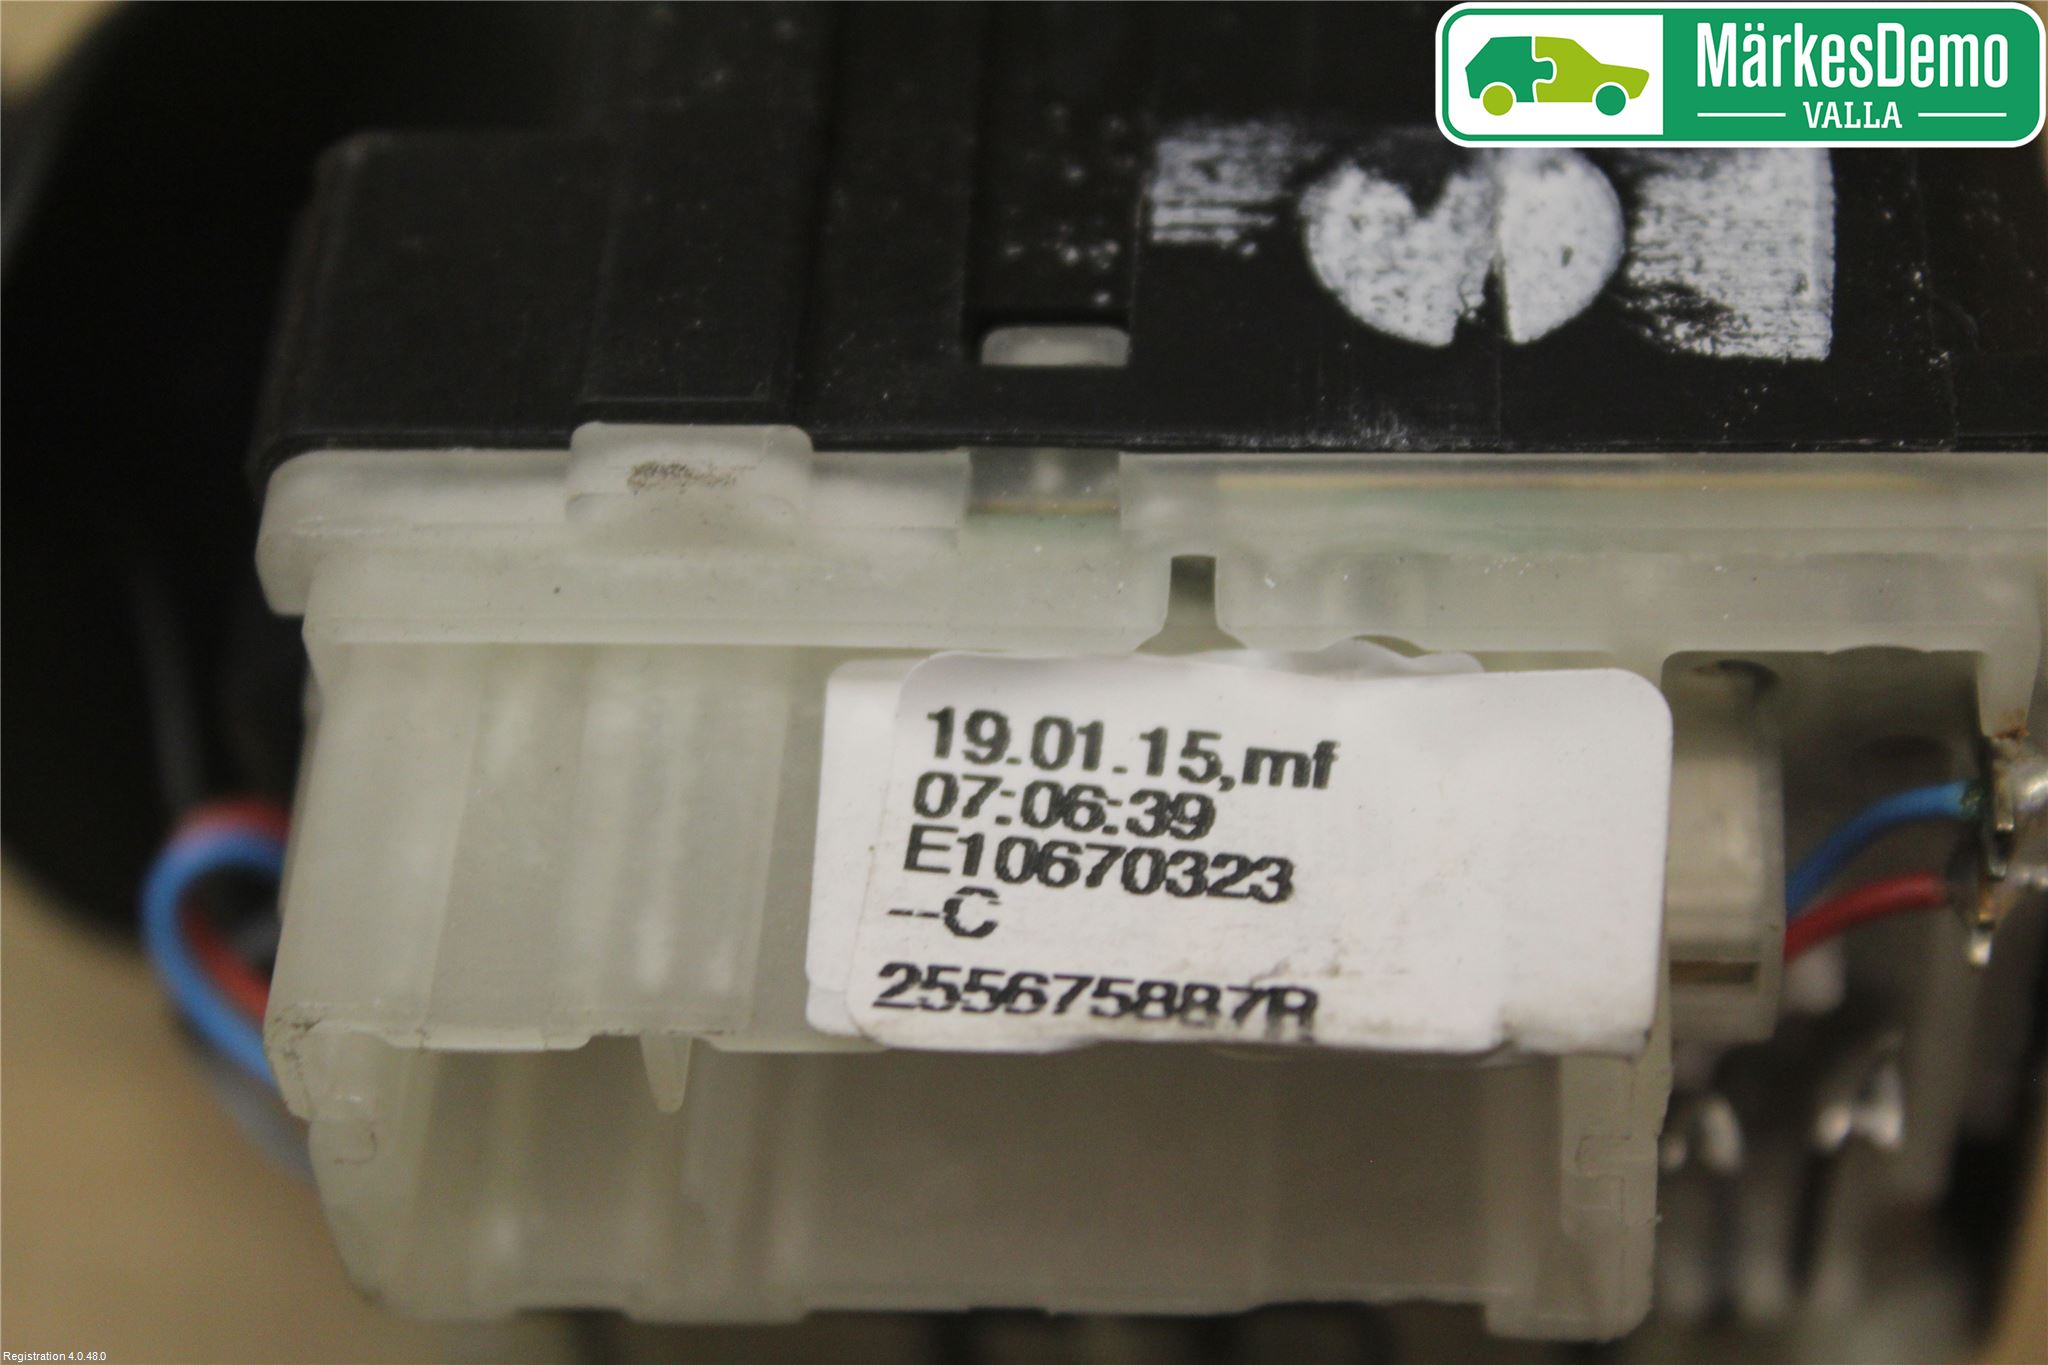 MärkesDemo
VALLA
19.01.15,mf
07:06:39
E10670323
--C
255675887R
Registration 4.0.48.0